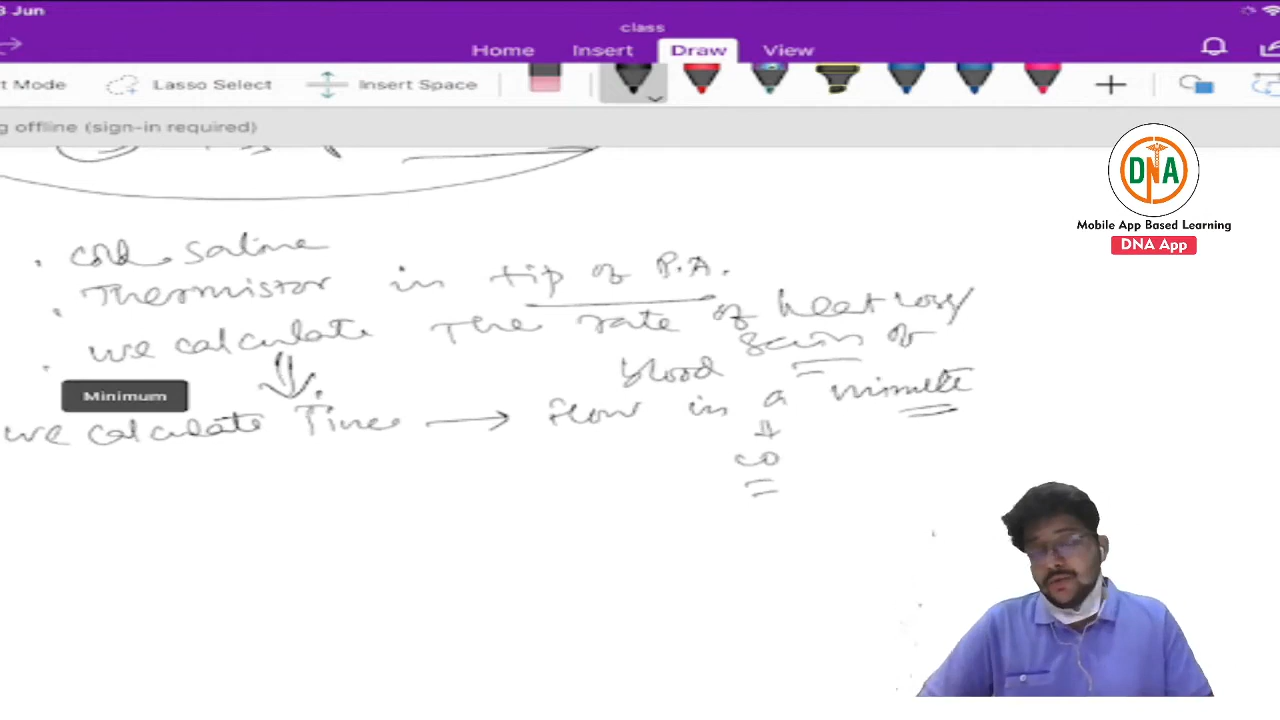 3 Jun
class
Home Insert Draw View
t Mode Lasso Select Insert Space
g offline (sign-in required)
DNA
Mobile App Based Learning
DNA App
cold saline
Thermistor in tip of P.A.
we calculate The rate of heat loss/
gain of
blood
Minimum
we calculate Time → flow in a minute
CO